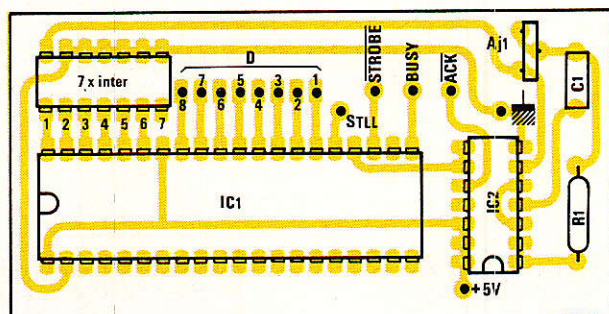 D
8 7 6 5 4 3 2 1
STROBE
BUSY
ACK
Aj1
C1
7 x inter
1 2 3 4 5 6 7
STLL
IC1
IC2
R1
+5V